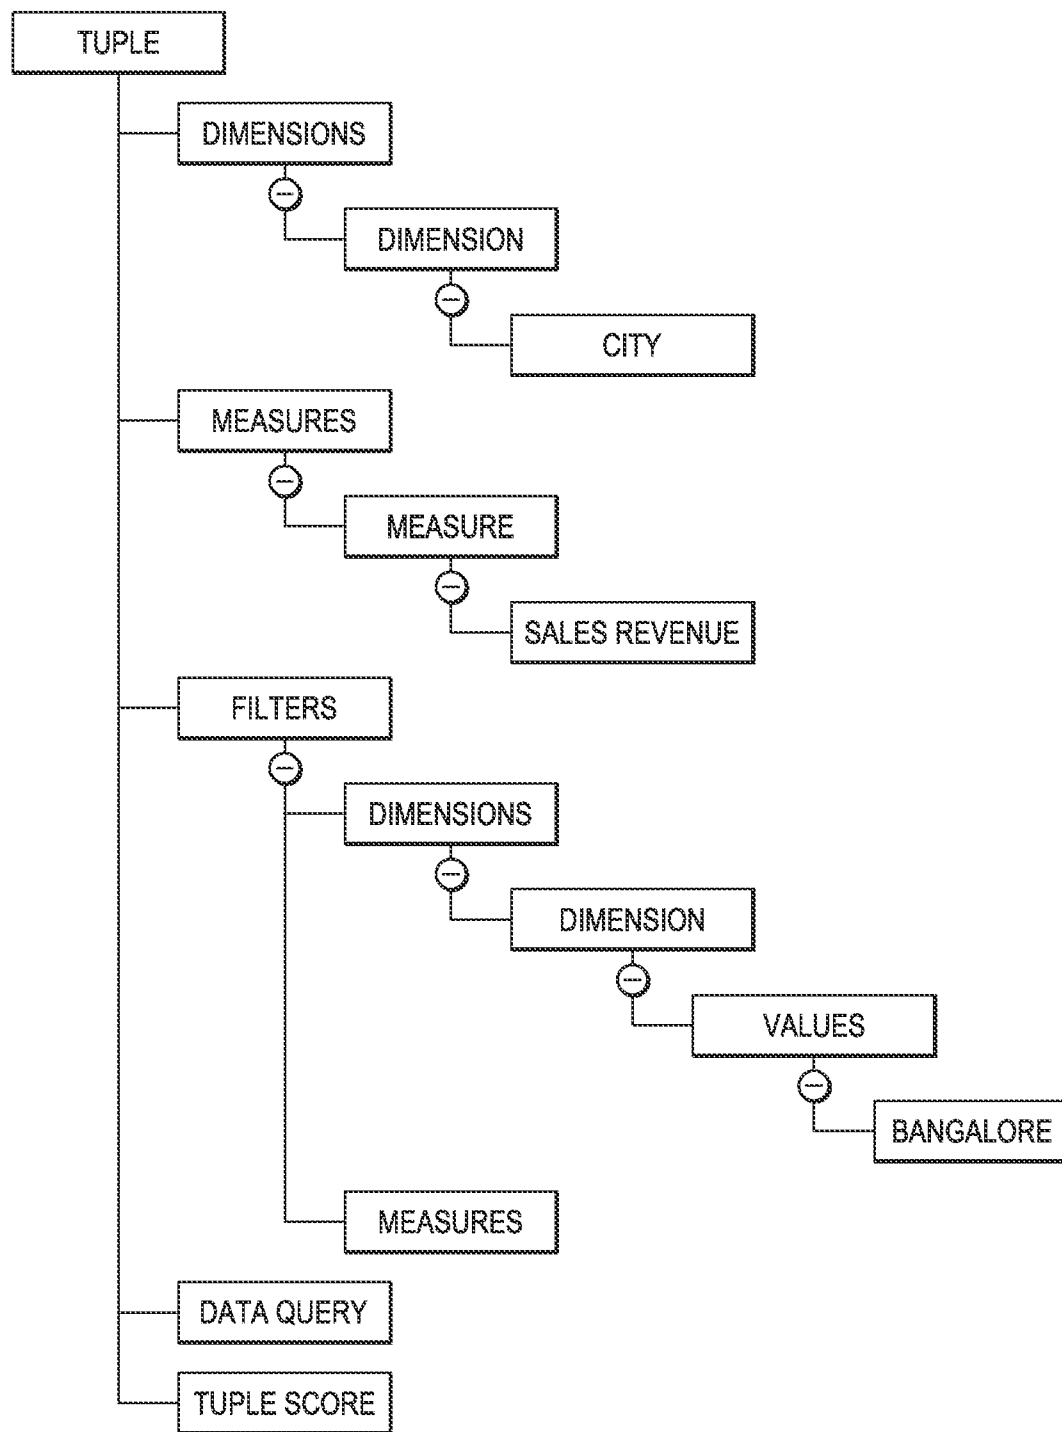 TUPLE
DIMENSIONS
DIMENSION
CITY
MEASURES
MEASURE
SALES REVENUE
FILTERS
DIMENSIONS
DIMENSION
VALUES
BANGALORE
MEASURES
DATA QUERY
TUPLE SCORE